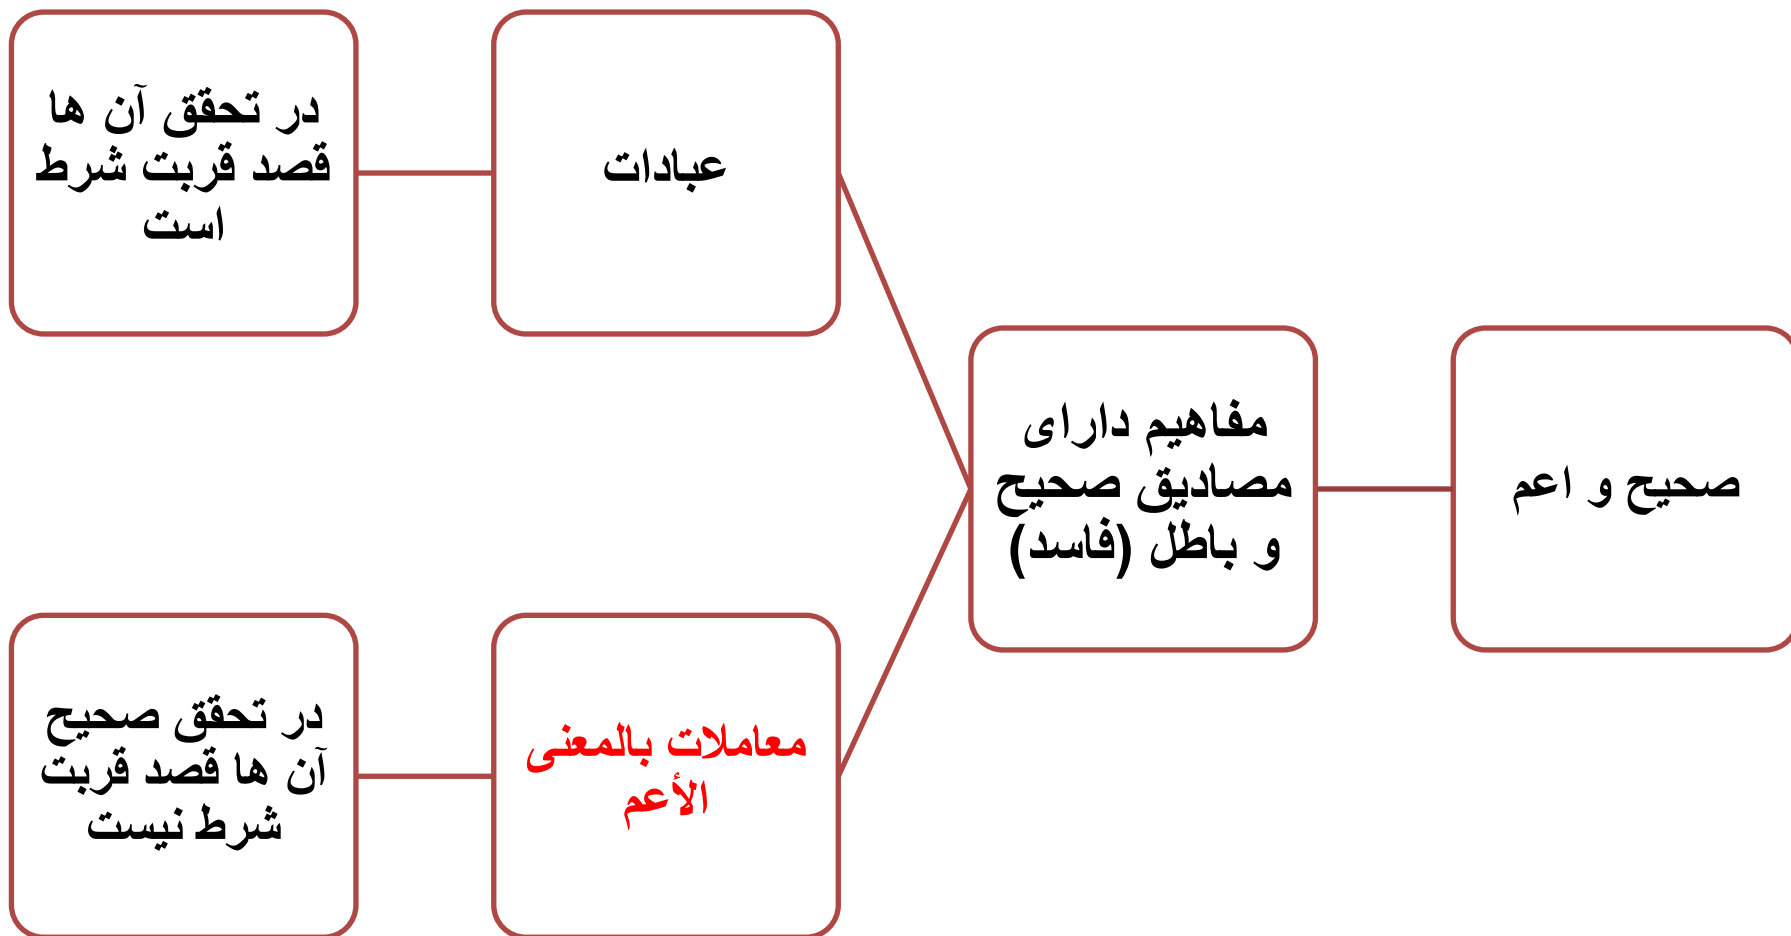 صحیح و اعم
مفاهیم دارای
مصادیق صحیح
و باطل (فاسد)
عبادات
در تحقق آن ها
قصد قربت شرط
است
معاملات بالمعنی
الأعم
در تحقق صحیح
آن ها قصد قربت
شرط نیست